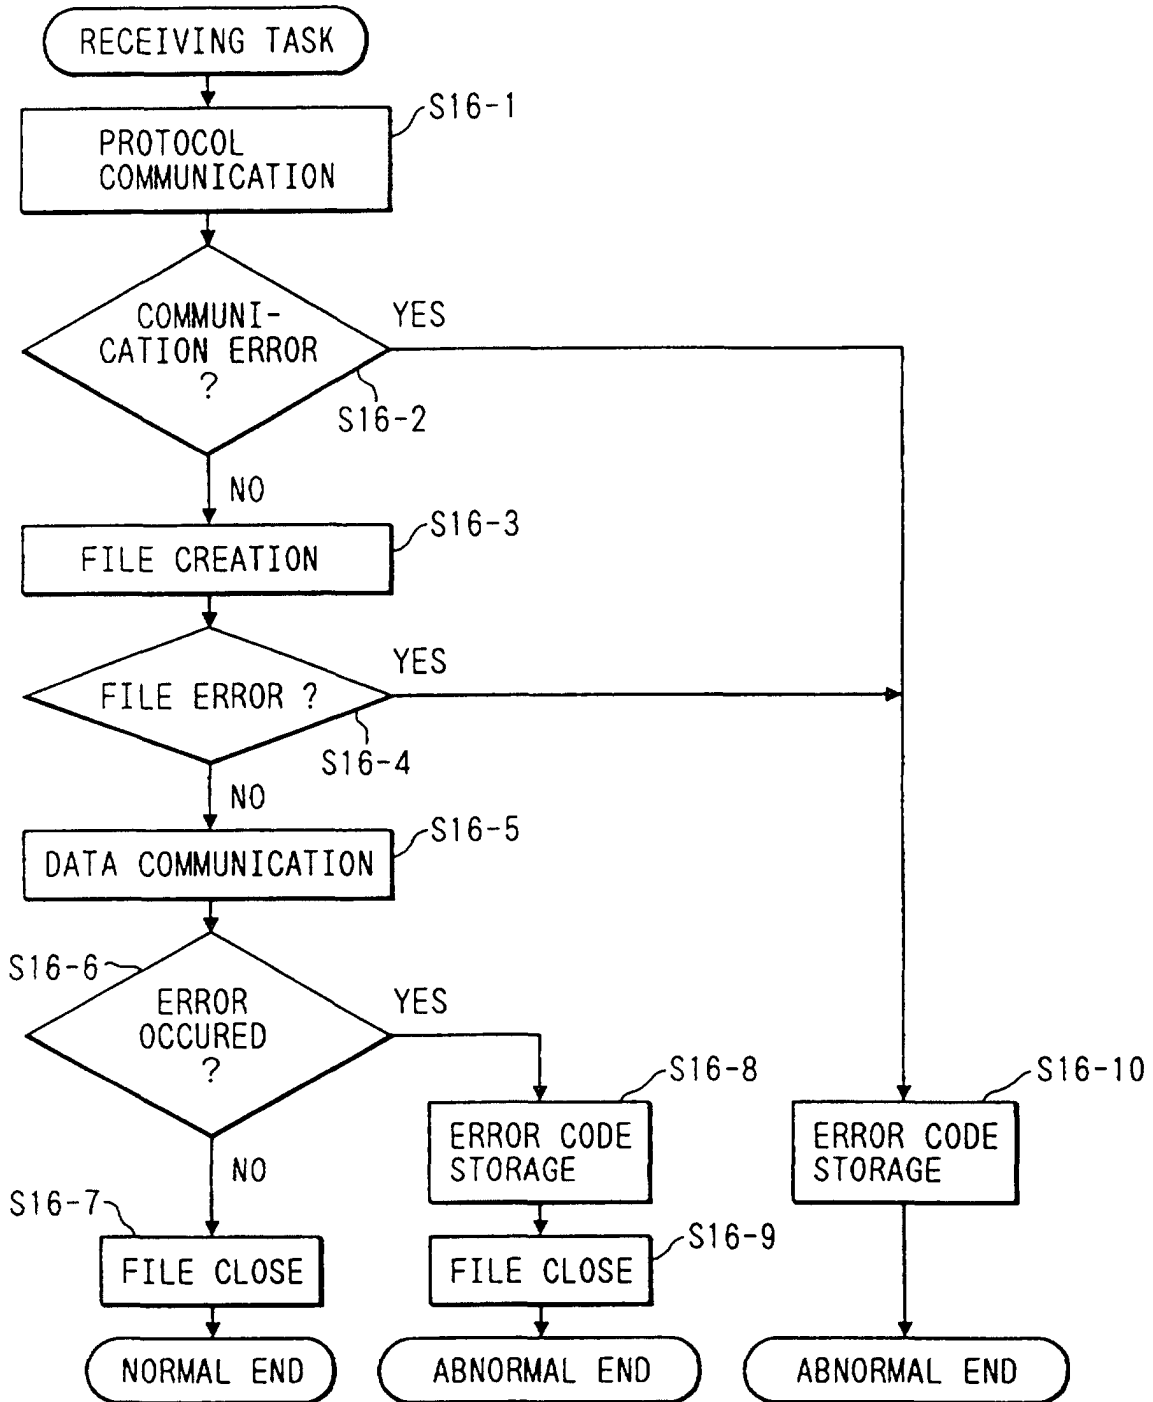 RECEIVING TASK
S16-1
PROTOCOL
COMMUNICATION
COMMUNI-
CATION ERROR
?
YES
S16-2
NO
S16-3
FILE CREATION
YES
FILE ERROR ?
S16-4
NO
S16-5
DATA COMMUNICATION
S16-6
ERROR
OCCURED
?
YES
NO
S16-8
ERROR CODE
STORAGE
S16-10
ERROR CODE
STORAGE
S16-7
FILE CLOSE
S16-9
FILE CLOSE
NORMAL END
ABNORMAL END
ABNORMAL END